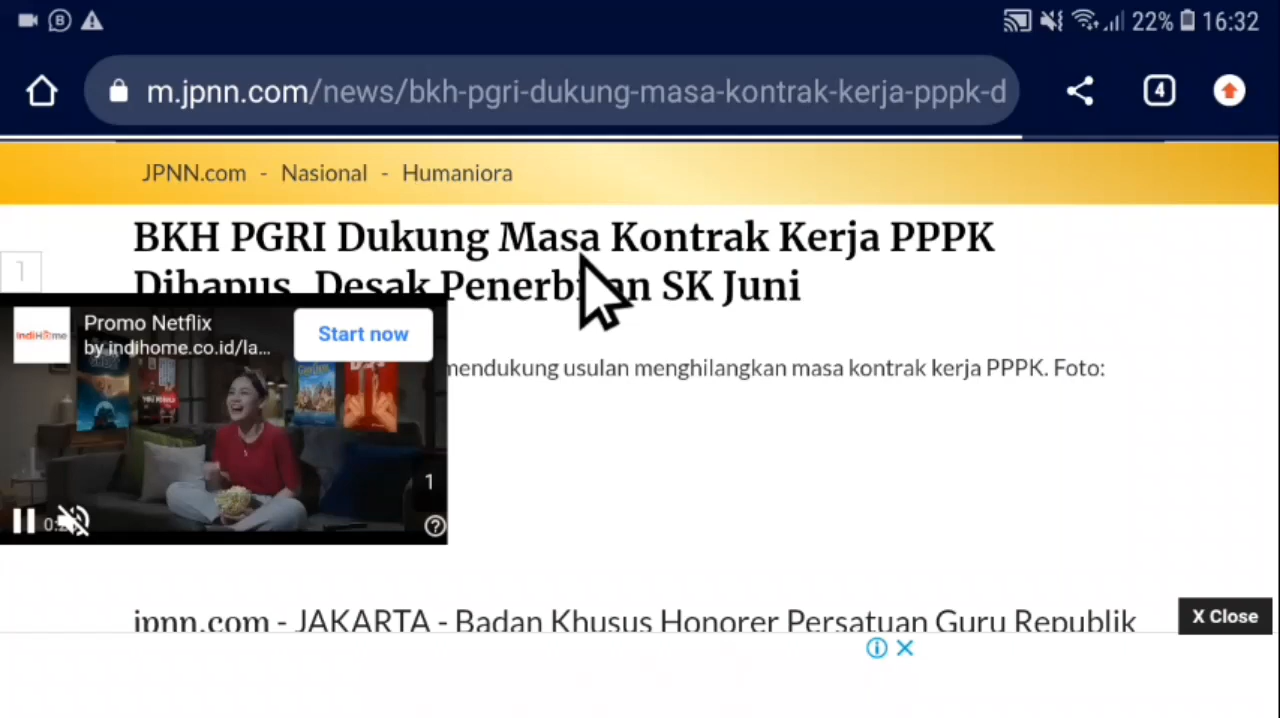 22% 16:32
m.jpnn.com/news/bkh-pgri-dukung-masa-kontrak-kerja-pppk-d
4
JPNN.com - Nasional - Humaniora
BKH PGRI Dukung Masa Kontrak Kerja PPPK
Dihapus, Desak Penerbitan SK Juni
1
IndiHome
Promo Netflix
by indihome.co.id/la...
Start now
mendukung usulan menghilangkan masa kontrak kerja PPPK. Foto:
1
jpnn.com - JAKARTA - Badan Khusus Honorer Persatuan Guru Republik
X Close